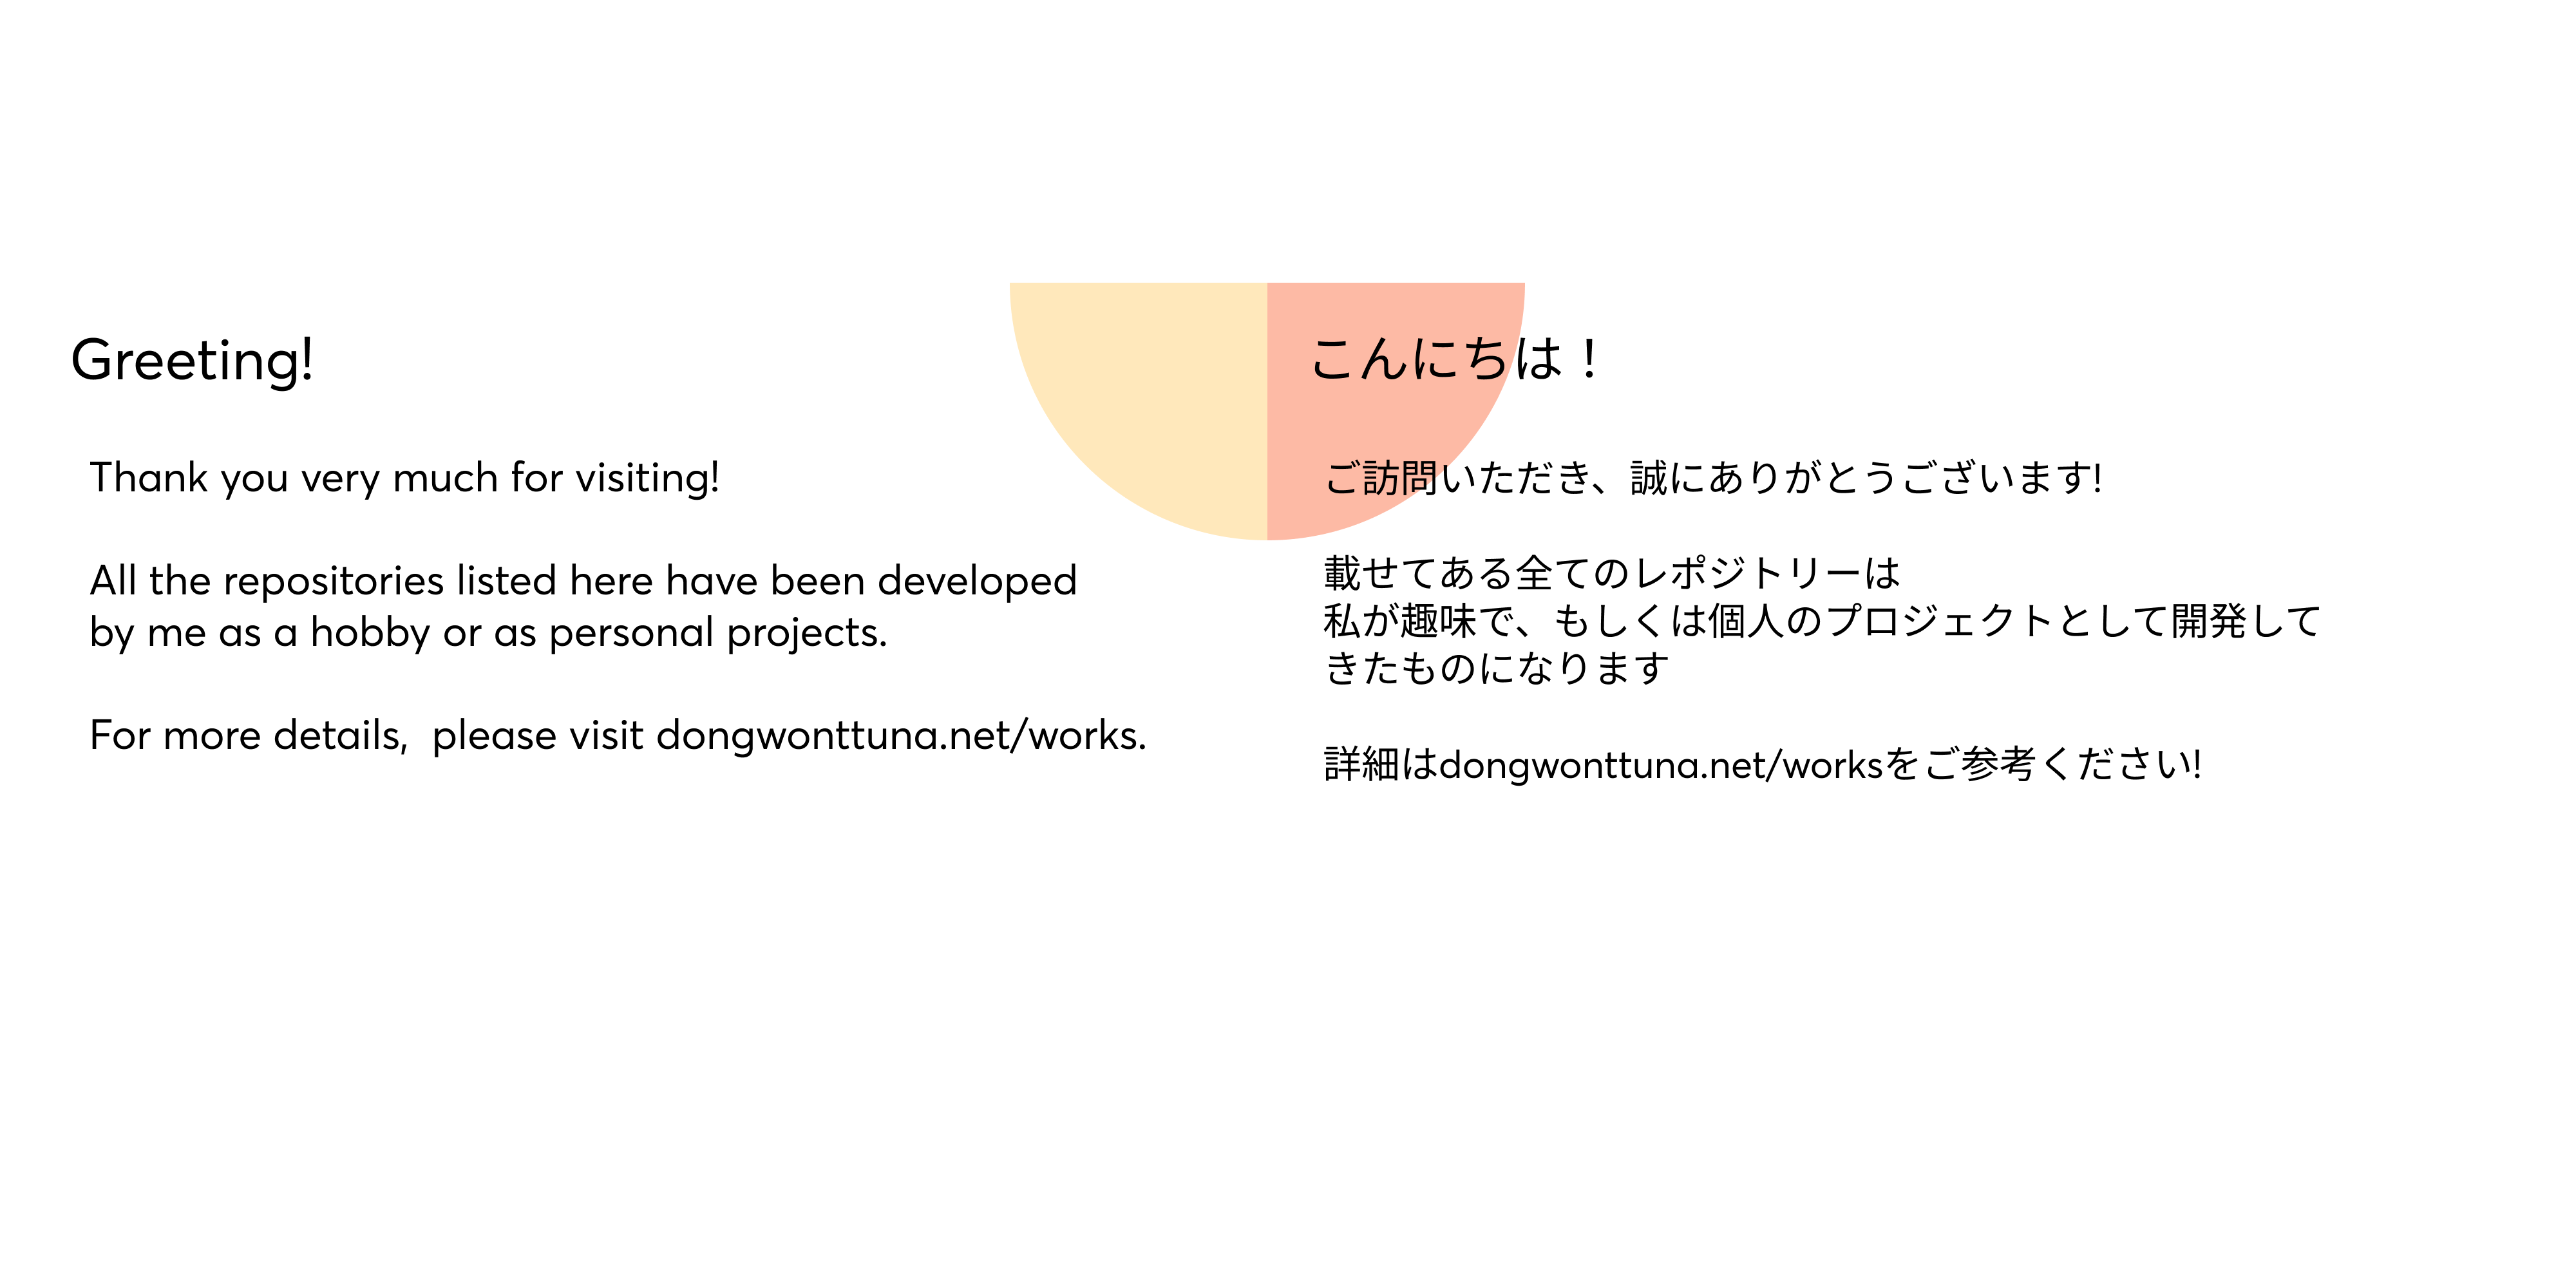 Greeting!
Thank you very much for visiting!
All the repositories listed here have been developed
by me as a hobby or as personal projects.
For more details,  please visit dongwonttuna.net/works.
こんにちは！
ご訪問いただき、誠にありがとうございます!
載せてある全てのレポジトリーは
私が趣味で、もしくは個人のプロジェクトとして開発して
きたものになります
詳細はdongwonttuna.net/worksをご参考ください!